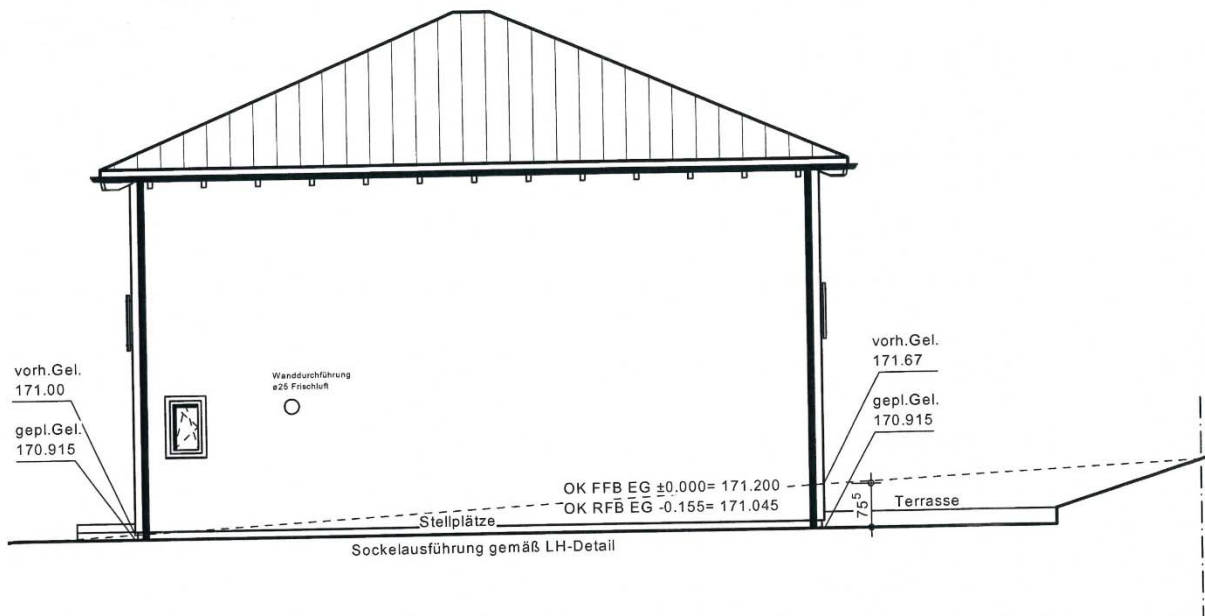 Wanddurchführung
ø25 Frischluft
vorh.Gel.
171.00
gepl.Gel.
170.915
vorh.Gel.
171.67
gepl.Gel.
170.915
OK FFB EG ±0.000= 171.200
OK RFB EG -0.155= 171.045
75⁵
Terrasse
Stellplätze
Sockelausführung gemäß LH-Detail